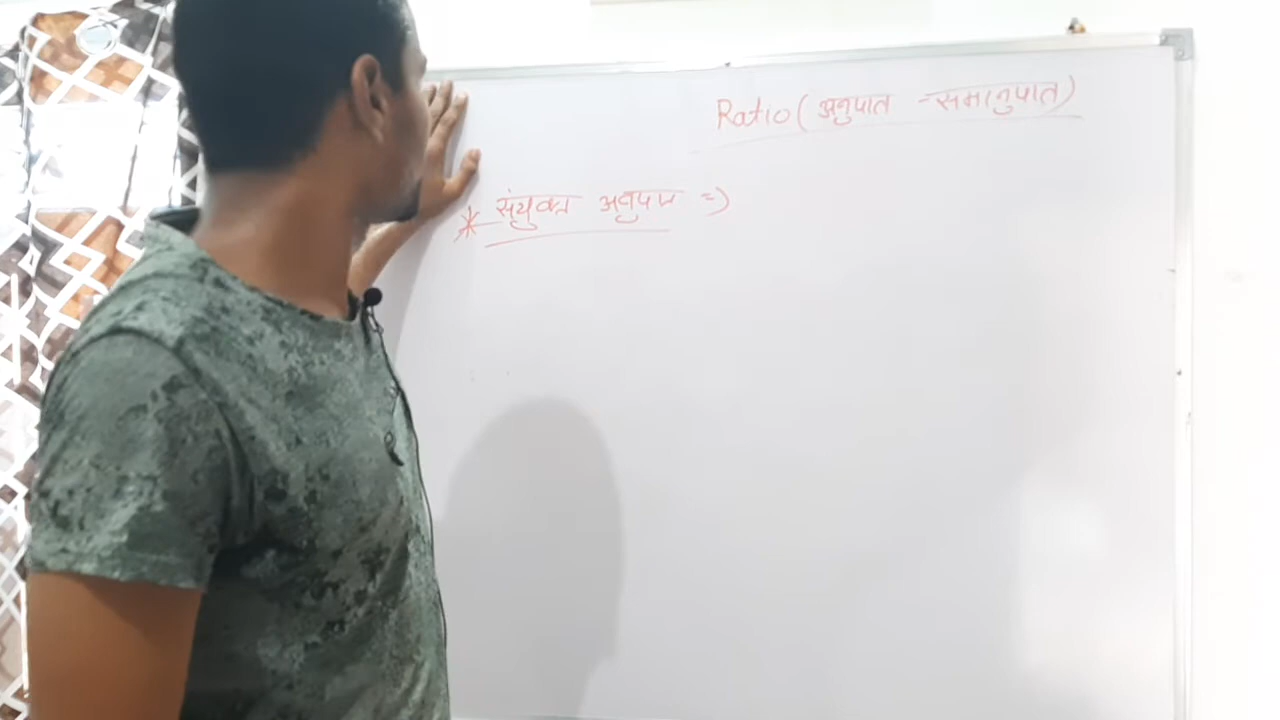 Ratio ( अनुपात - समानुपात )
* संयुक्त अनुपात =>